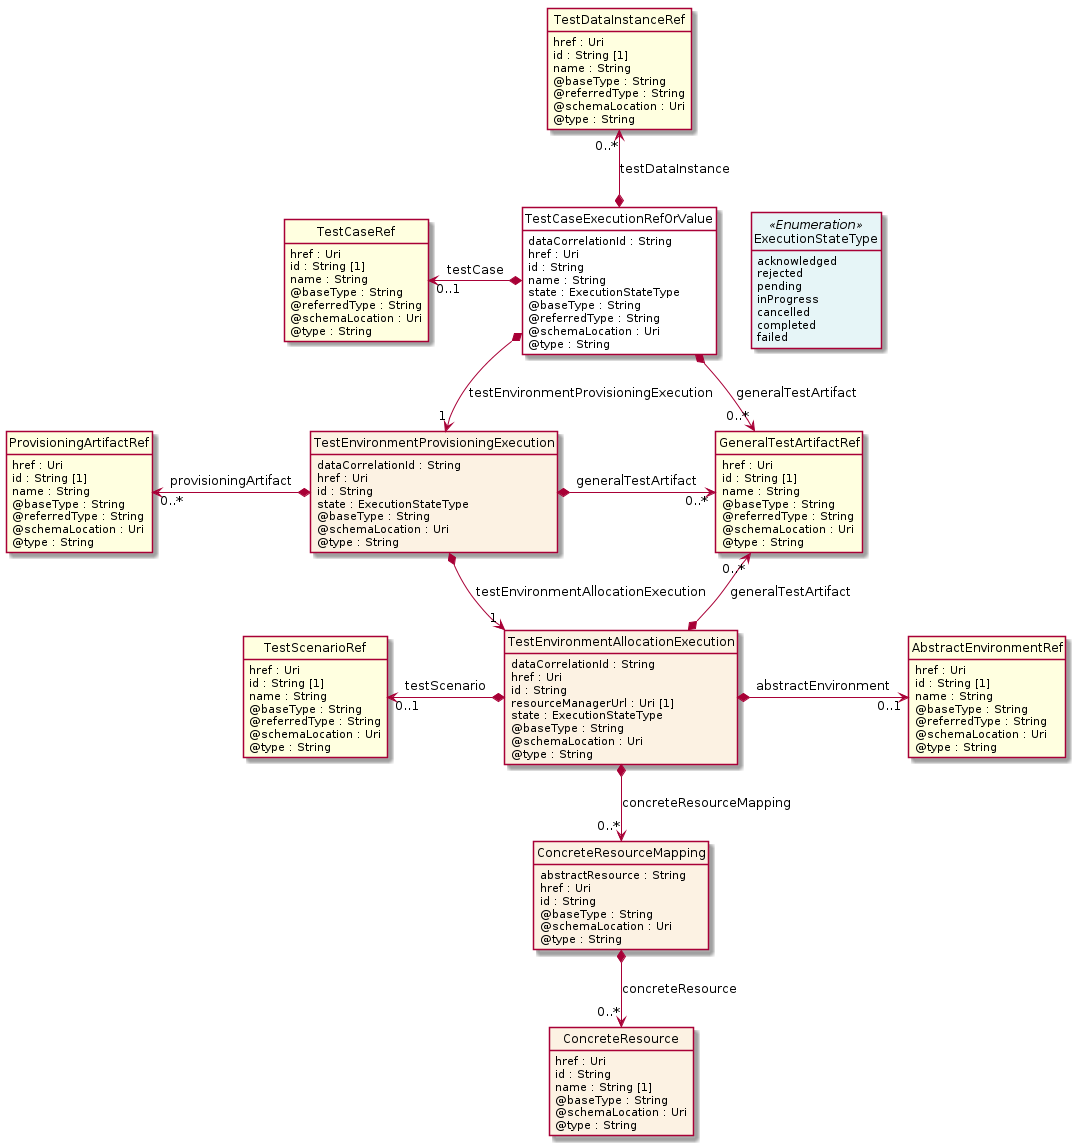 TestDataInstanceRef
href : Uri
id : String [1]
name : String
@baseType : String
@referredType : String
@schemaLocation : Uri
@type : String
0..*
testDataInstance
TestCaseRef
href : Uri
id : String [1]
name : String
@baseType : String
@referredType : String
@schemaLocation : Uri
@type : String
testCase
0..1
TestCaseExecutionRefOrValue
dataCorrelationId : String
href : Uri
id : String
name : String
state : ExecutionStateType
@baseType : String
@referredType : String
@schemaLocation : Uri
@type : String
«Enumeration»
ExecutionStateType
acknowledged
rejected
pending
inProgress
cancelled
completed
failed
testEnvironmentProvisioningExecution
1
generalTestArtifact
0..*
ProvisioningArtifactRef
href : Uri
id : String [1]
name : String
@baseType : String
@referredType : String
@schemaLocation : Uri
@type : String
provisioningArtifact
0..*
TestEnvironmentProvisioningExecution
dataCorrelationId : String
href : Uri
id : String
state : ExecutionStateType
@baseType : String
@schemaLocation : Uri
@type : String
generalTestArtifact
0..*
GeneralTestArtifactRef
href : Uri
id : String [1]
name : String
@baseType : String
@referredType : String
@schemaLocation : Uri
@type : String
testEnvironmentAllocationExecution
1
0..*
generalTestArtifact
TestScenarioRef
href : Uri
id : String [1]
name : String
@baseType : String
@referredType : String
@schemaLocation : Uri
@type : String
testScenario
0..1
TestEnvironmentAllocationExecution
dataCorrelationId : String
href : Uri
id : String
resourceManagerUrl : Uri [1]
state : ExecutionStateType
@baseType : String
@schemaLocation : Uri
@type : String
abstractEnvironment
0..1
AbstractEnvironmentRef
href : Uri
id : String [1]
name : String
@baseType : String
@referredType : String
@schemaLocation : Uri
@type : String
concreteResourceMapping
0..*
ConcreteResourceMapping
abstractResource : String
href : Uri
id : String
@baseType : String
@schemaLocation : Uri
@type : String
concreteResource
0..*
ConcreteResource
href : Uri
id : String
name : String [1]
@baseType : String
@schemaLocation : Uri
@type : String